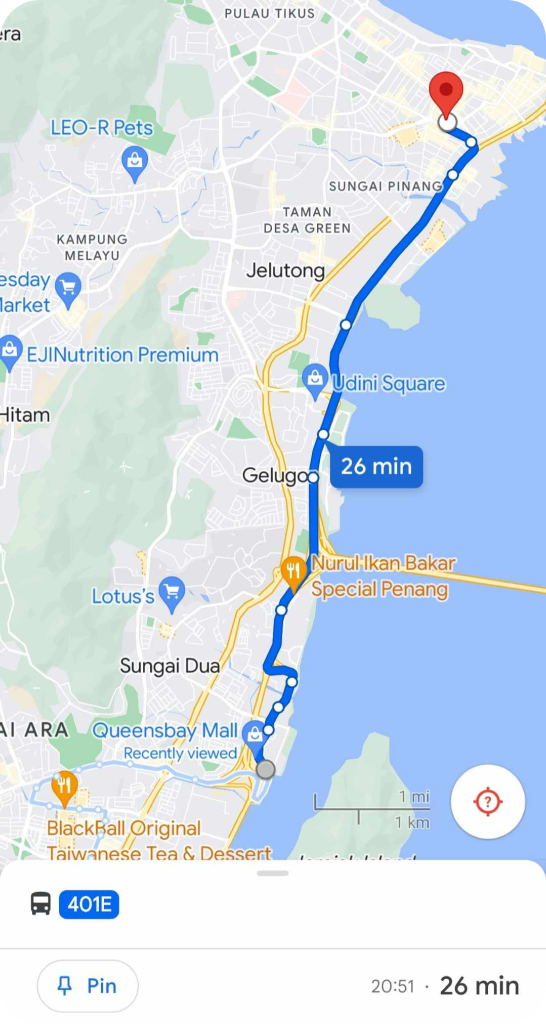 PULAU TIKUS
era
LEO-R Pets
SUNGAI PINANG
TAMAN
DESA GREEN
KAMPUNG
MELAYU
Jelutong
esday
Market
EJINutrition Premium
Udini Square
Hitam
26 min
Gelugo
Nurul Ikan Bakar
Special Penang
Lotus's
Sungai Dua
AI ARA
Queensbay Mall
Recently viewed
?
1 mi
1 km
BlackBall Original
Taiwanese Tea & Dessert
401E
Pin
20:51 · 26 min